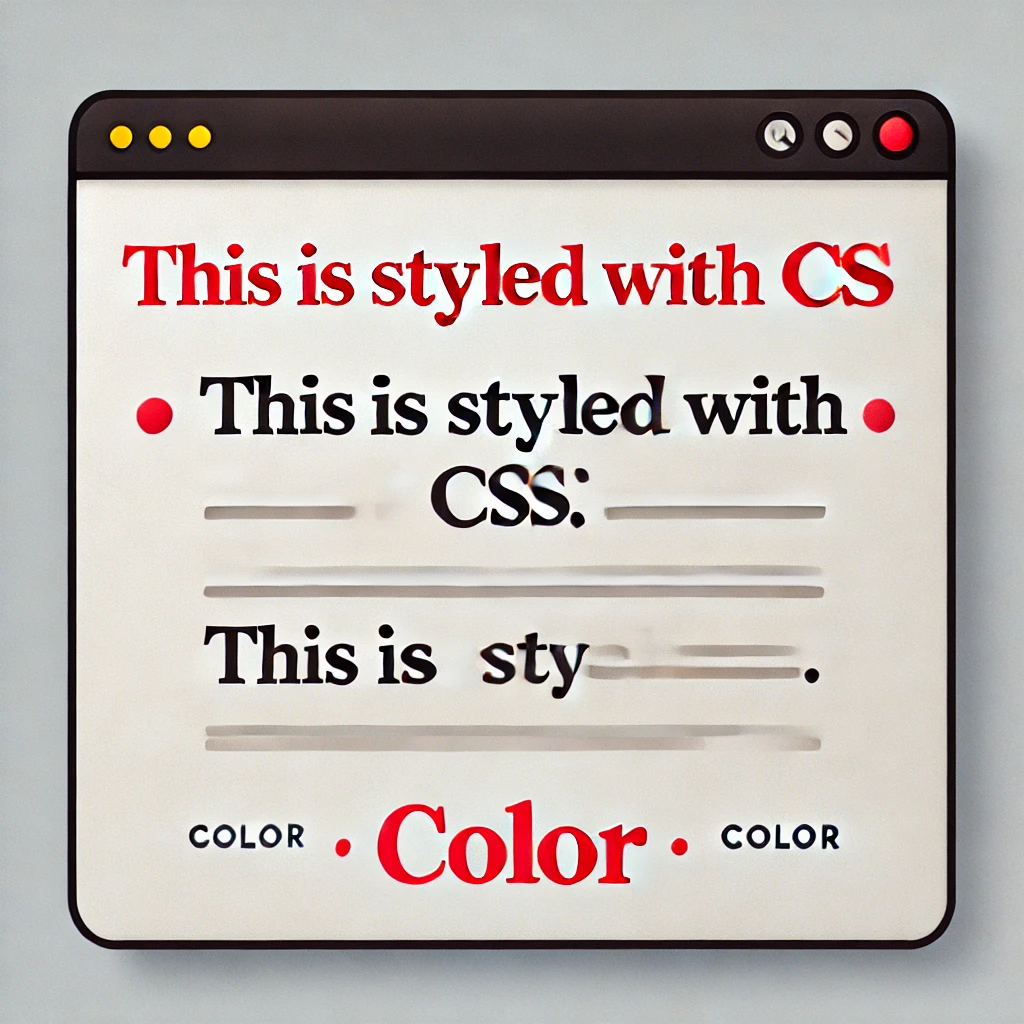 This is styled with CS
This is styled with
CSS:
This is sty .
COLOR · Color · COLOR